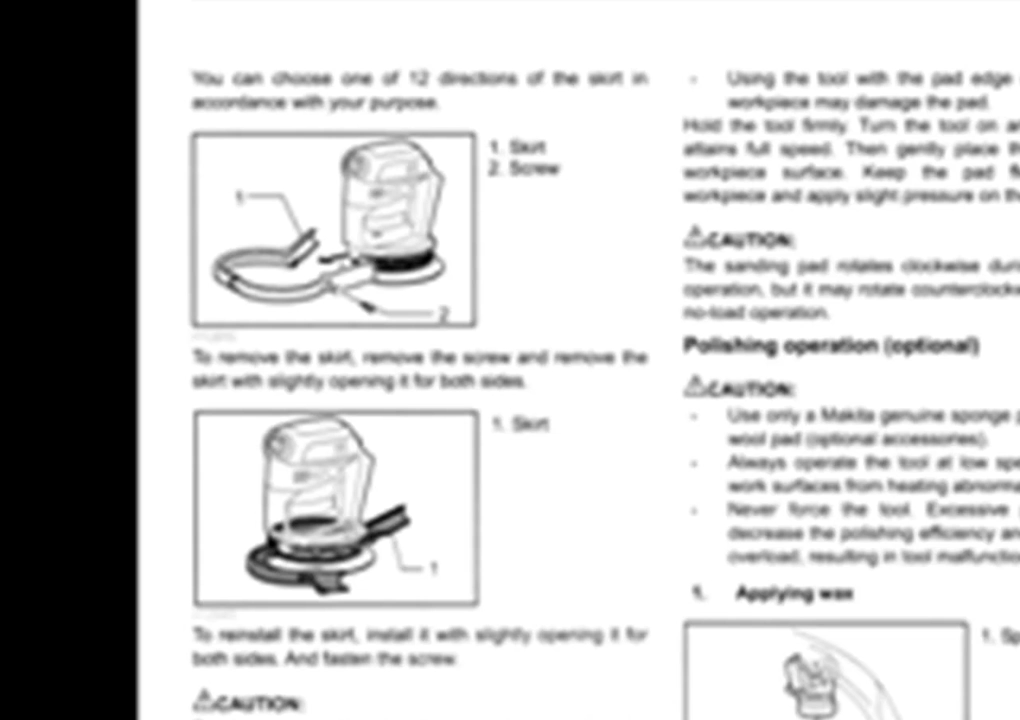 You can choose one of 12 directions of the skirt in
accordance with your purpose.
1. Skirt
2. Screw
1
2
To remove the skirt, remove the screw and remove the
skirt with slightly opening it for both sides.
1. Skirt
1
To reinstall the skirt, install it with slightly opening it for
both sides. And fasten the screw.
⚠CAUTION:
- Using the tool with the pad edge
workpiece may damage the pad.
Hold the tool firmly. Turn the tool on
attains full speed. Then gently place
workpiece surface. Keep the pad
workpiece and apply slight pressure on
⚠CAUTION:
The sanding pad rotates clockwise
operation, but it may rotate
no-load operation.
Polishing operation (optional)
⚠CAUTION:
- Use only a Makita genuine sponge
wool pad (optional accessories).
- Always operate the tool at low
work surfaces from heating
- Never force the tool. Excessive
decrease the polishing efficiency
overload, resulting in tool
1. Applying wax
1.